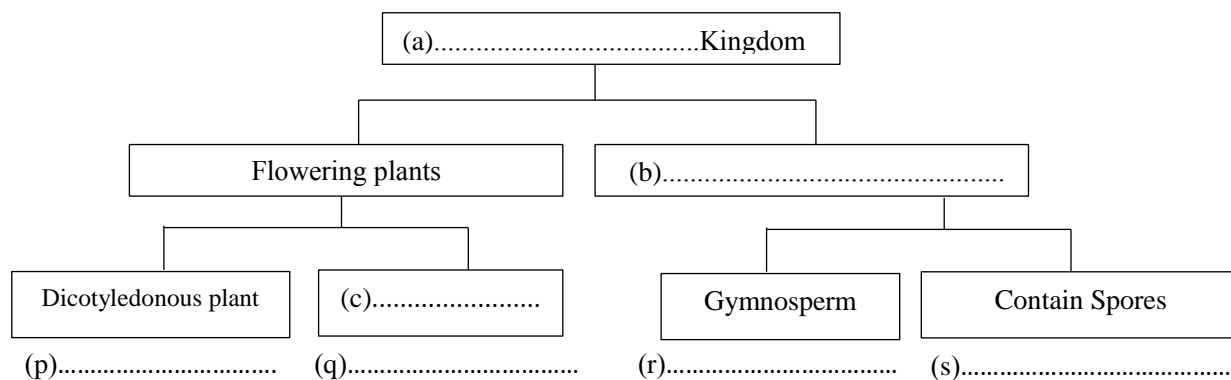 (a)....................................Kingdom
Flowering plants
(b)..............................................
Dicotyledonous plant
(c).......................
Gymnosperm
Contain Spores
(p)................................ (q)..................................... (r)................................. (s).......................................